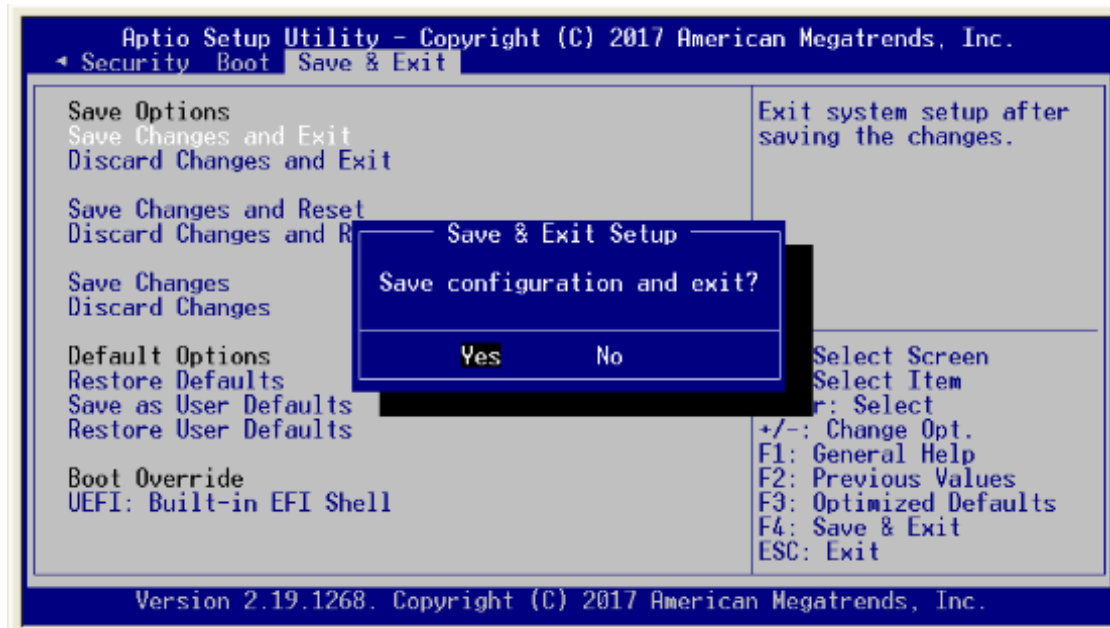 Aptio Setup Utility - Copyright (C) 2017 American Megatrends, Inc.
◄ Security Boot Save & Exit
Save Options
Save Changes and Exit
Discard Changes and Exit
Save Changes and Reset
Discard Changes and R
Save Changes
Discard Changes
Default Options
Restore Defaults
Save as User Defaults
Restore User Defaults
Boot Override
UEFI: Built-in EFI Shell
Save & Exit Setup
Save configuration and exit?
Yes No
Exit system setup after
saving the changes.
Select Screen
Select Item
r: Select
+/-: Change Opt.
F1: General Help
F2: Previous Values
F3: Optimized Defaults
F4: Save & Exit
ESC: Exit
Version 2.19.1268. Copyright (C) 2017 American Megatrends, Inc.